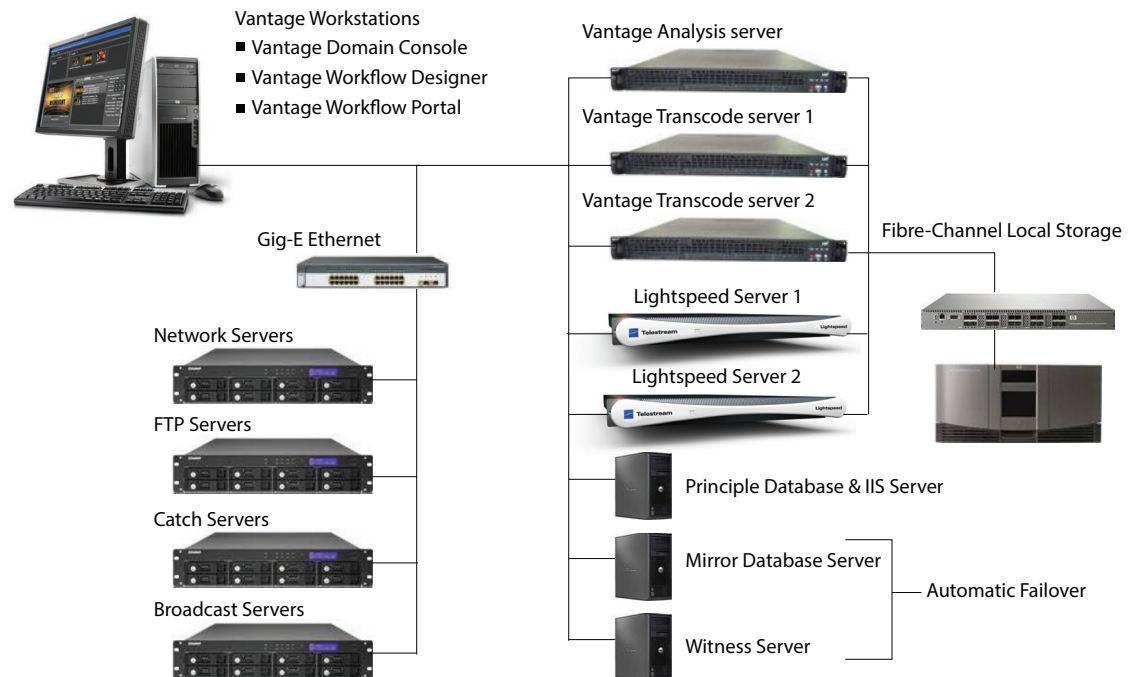 Vantage Workstations
■ Vantage Domain Console
■ Vantage Workflow Designer
■ Vantage Workflow Portal
Gig-E Ethernet
Network Servers
FTP Servers
Catch Servers
Broadcast Servers
Vantage Analysis server
Vantage Transcode server 1
Vantage Transcode server 2
Lightspeed Server 1
Telestream
Lightspeed
Lightspeed Server 2
Telestream
Lightspeed
Principle Database & IIS Server
Mirror Database Server
Witness Server
Automatic Failover
Fibre-Channel Local Storage